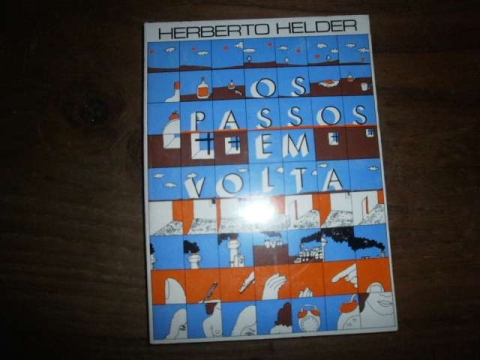 HERBERTO HELDER
OS
PASSOS
EM
VOLTA